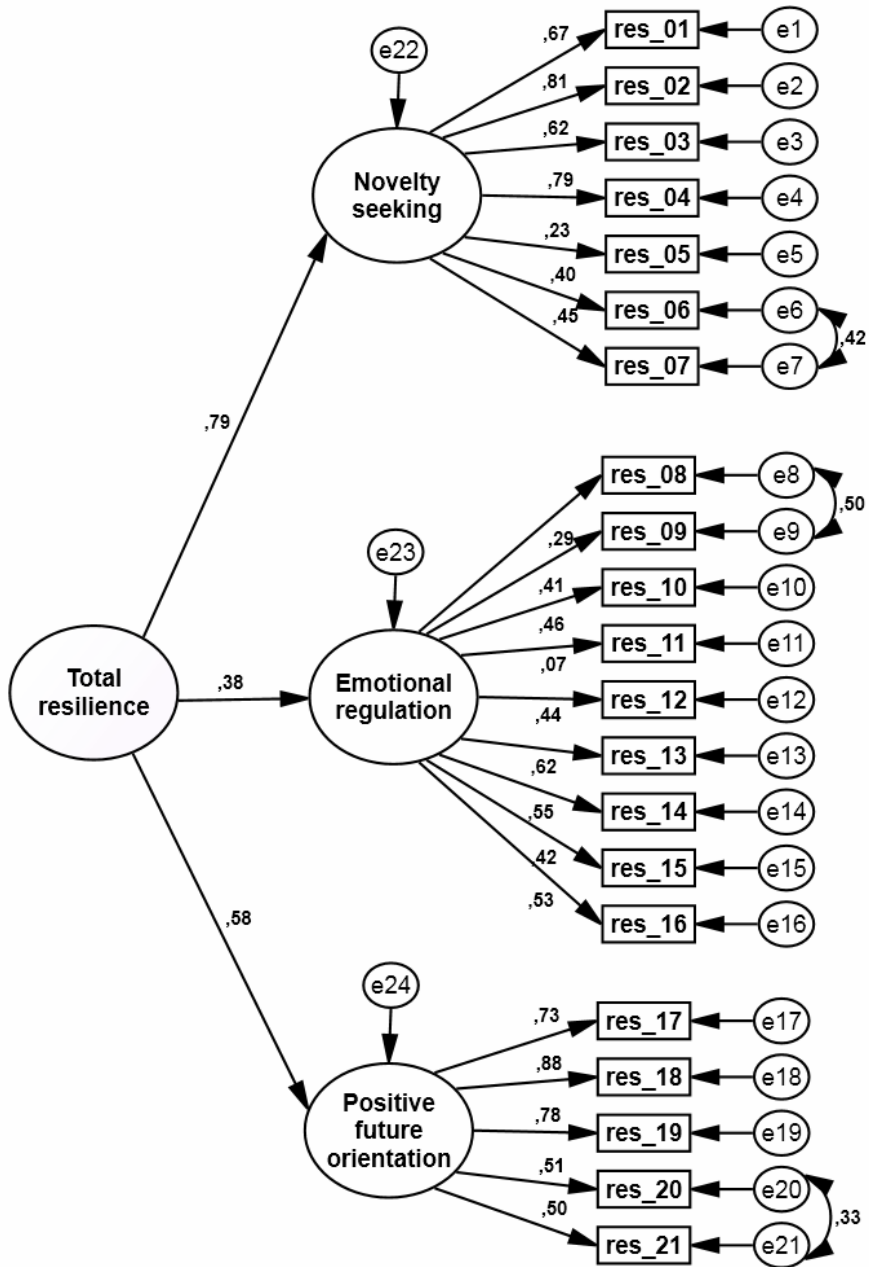 ,67
res_01
e1
e22
,81
res_02
e2
,62
res_03
e3
Novelty
seeking
,79
res_04
e4
,23
res_05
e5
,40
res_06
e6
,45
,42
res_07
e7
,79
res_08
e8
,50
,29
res_09
e9
e23
,41
res_10
e10
,46
res_11
e11
,07
Total
resilience
,38
Emotional
regulation
res_12
e12
,44
res_13
e13
,62
res_14
e14
,55
res_15
e15
,42
,53
res_16
e16
,58
e24
,73
res_17
e17
,88
res_18
e18
Positive
future
orientation
,78
res_19
e19
,51
res_20
e20
,50
,33
res_21
e21